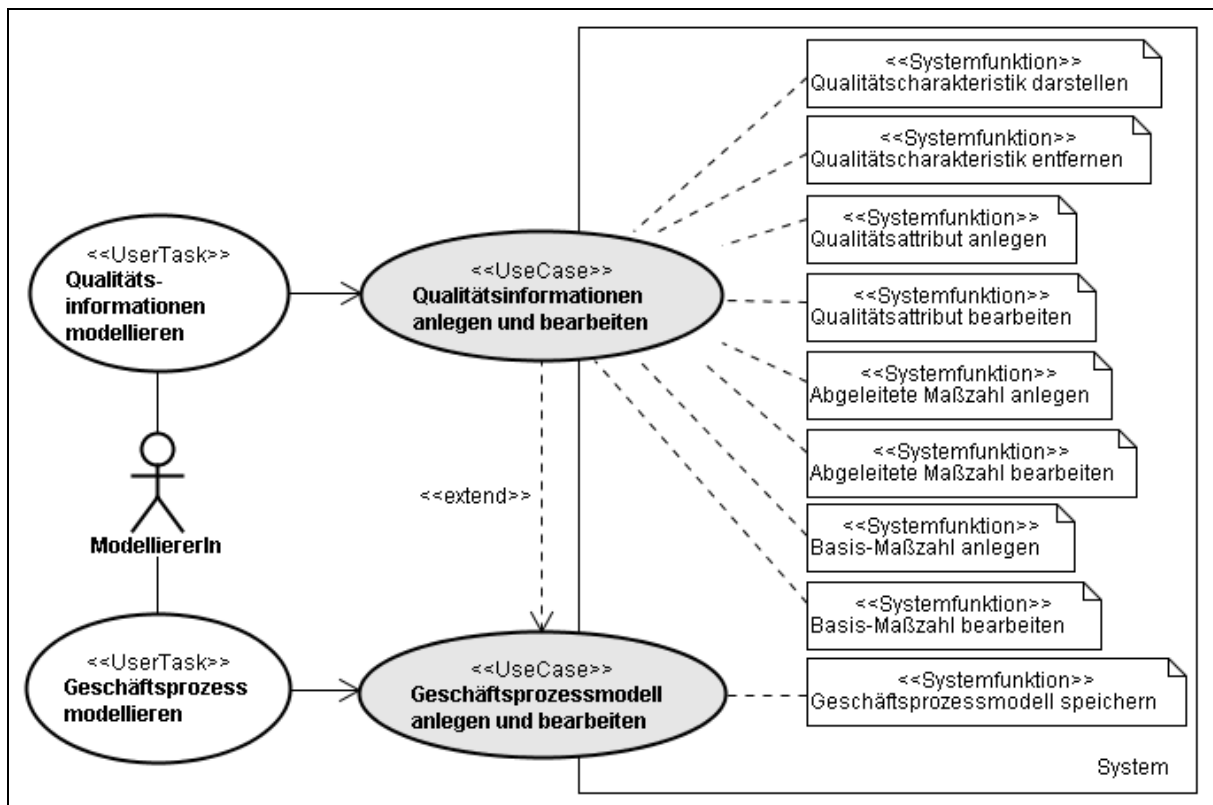 <<Systemfunktion>>
Qualitätscharakteristik darstellen
<<Systemfunktion>>
Qualitätscharakteristik entfernen
<<Systemfunktion>>
Qualitätsattribut anlegen
<<UserTask>>
Qualitäts-
informationen
modellieren
<<UseCase>>
Qualitätsinformationen
anlegen und bearbeiten
<<Systemfunktion>>
Qualitätsattribut bearbeiten
<<Systemfunktion>>
Abgeleitete Maßzahl anlegen
<<Systemfunktion>>
Abgeleitete Maßzahl bearbeiten
<<extend>>
ModelliererIn
<<Systemfunktion>>
Basis-Maßzahl anlegen
<<Systemfunktion>>
Basis-Maßzahl bearbeiten
<<UserTask>>
Geschäftsprozess
modellieren
<<UseCase>>
Geschäftsprozessmodell
anlegen und bearbeiten
<<Systemfunktion>>
Geschäftsprozessmodell speichern
System